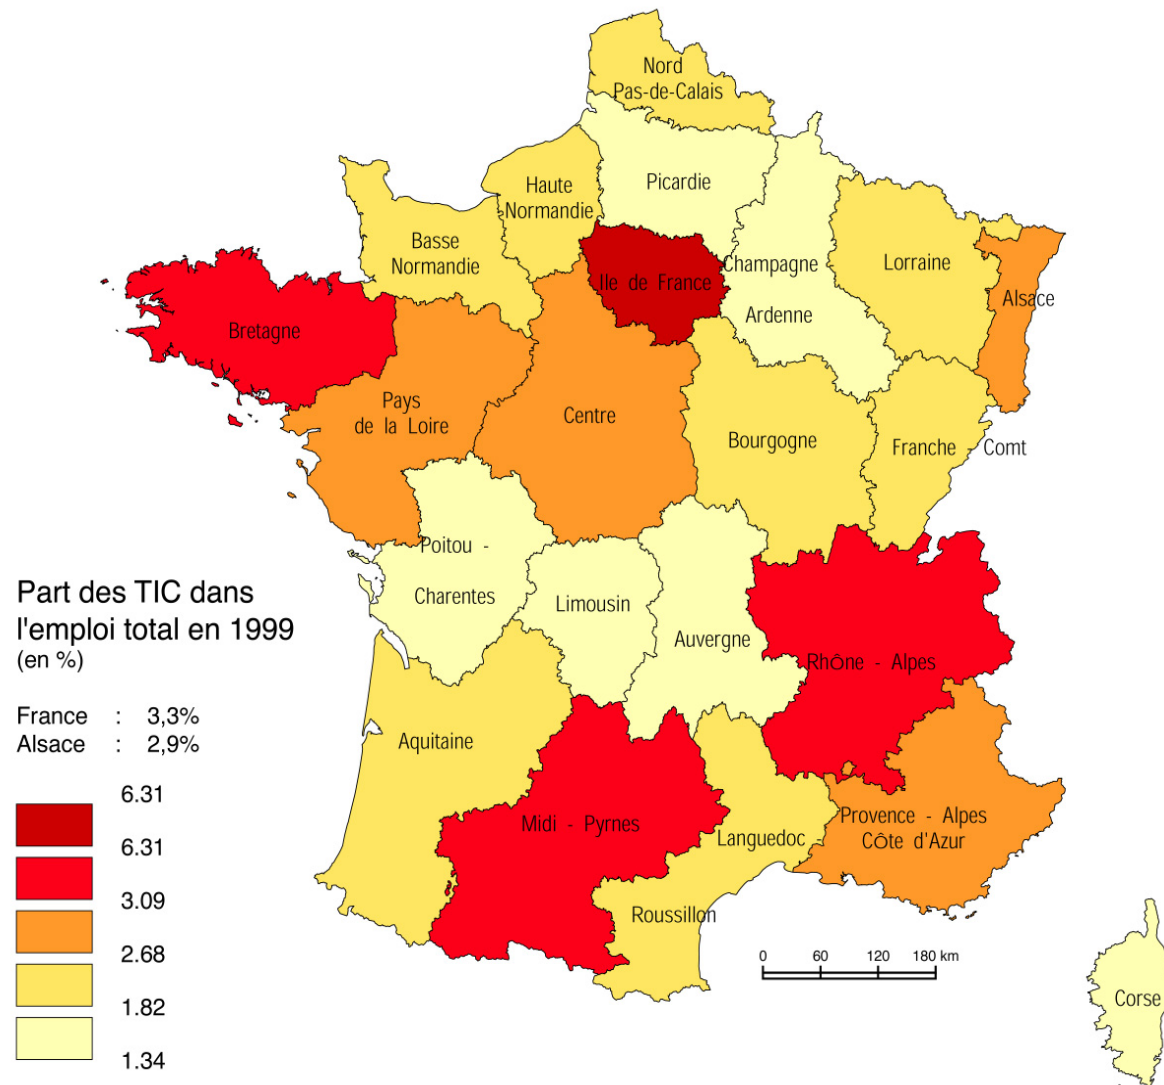 Nord
Pas-de-Calais
Picardie
Haute
Normandie
Basse
Normandie
Ile de France
Champagne
Ardenne
Lorraine
Alsace
Bretagne
Pays
de la Loire
Centre
Bourgogne
Franche - Comt
Poitou -
Charentes
Limousin
Auvergne
Rhône - Alpes
Aquitaine
Midi - Pyrnes
Languedoc -
Roussillon
Provence - Alpes
Côte d'Azur
Corse
Part des TIC dans
l'emploi total en 1999
(en %)
France : 3,3%
Alsace : 2,9%
6.31
6.31
3.09
2.68
1.82
1.34
0 60 120 180 km